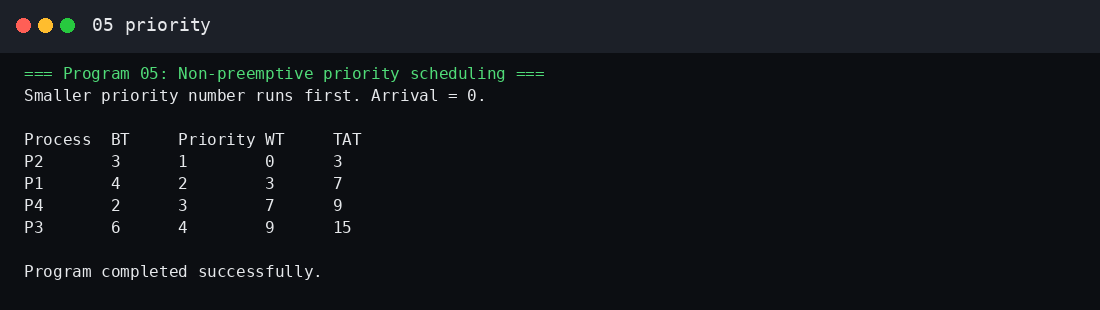 05 priority
=== Program 05: Non-preemptive priority scheduling ===
Smaller priority number runs first. Arrival = 0.
Process  BT     Priority WT     TAT
P2       3      1        0      3
P1       4      2        3      7
P4       2      3        7      9
P3       6      4        9      15
Program completed successfully.